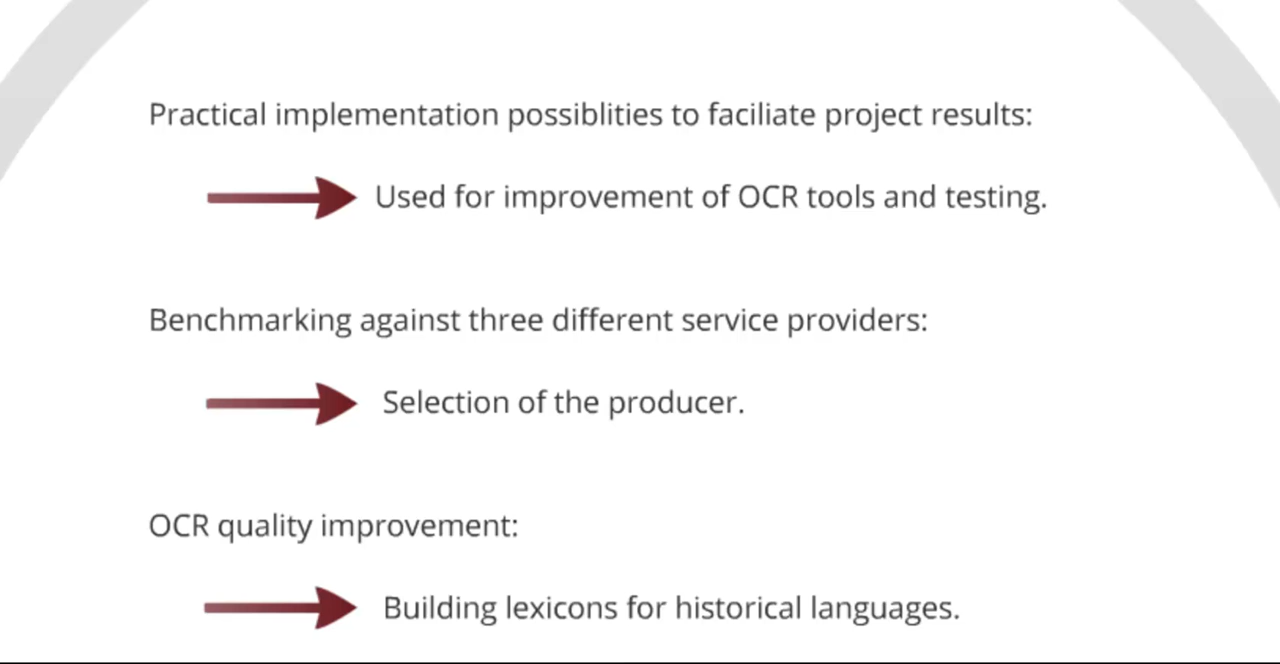 Practical implementation possiblities to faciliate project results:
Used for improvement of OCR tools and testing.
Benchmarking against three different service providers:
Selection of the producer.
OCR quality improvement:
Building lexicons for historical languages.